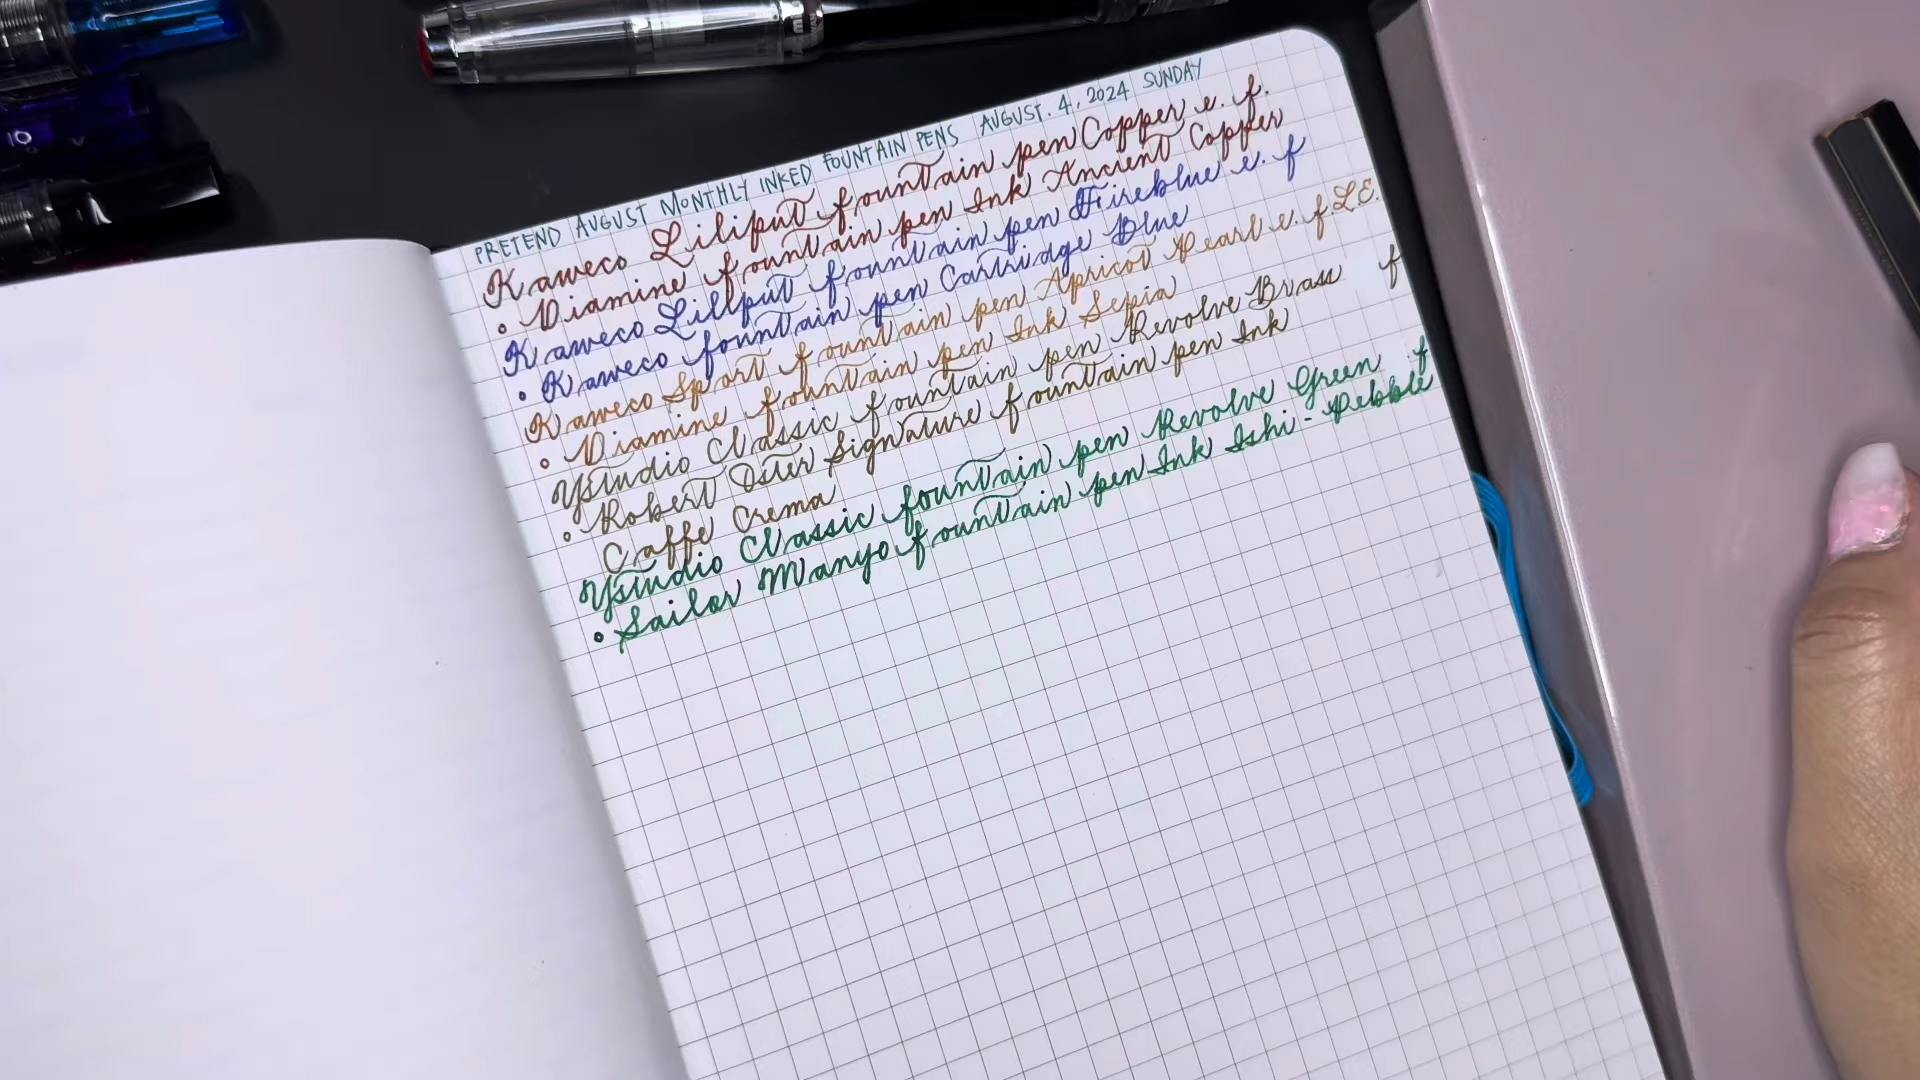 PRETEND AUGUST MONTHLY INKED FOUNTAIN PENS AUGUST. 4, 2024 SUNDAY
Kaweco Liliput fountain pen Copper e. f.
• Diamine fountain pen Ink Ancient Copper
Kaweco Lilliput fountain pen Fireblue e. f
• Kaweco fountain pen Cartridge Blue
Kaweco Sport fountain pen Apricot Pearl e. f. L.E.
• Diamine fountain pen Ink Sepia
Ystudio Classic fountain pen Revolve Brass f
• Robert Oster Signature fountain pen Ink
Caffe Crema
Ystudio Classic fountain pen Revolve Green f
• Sailor Manyo fountain pen Ink Ishi - Pebble
10